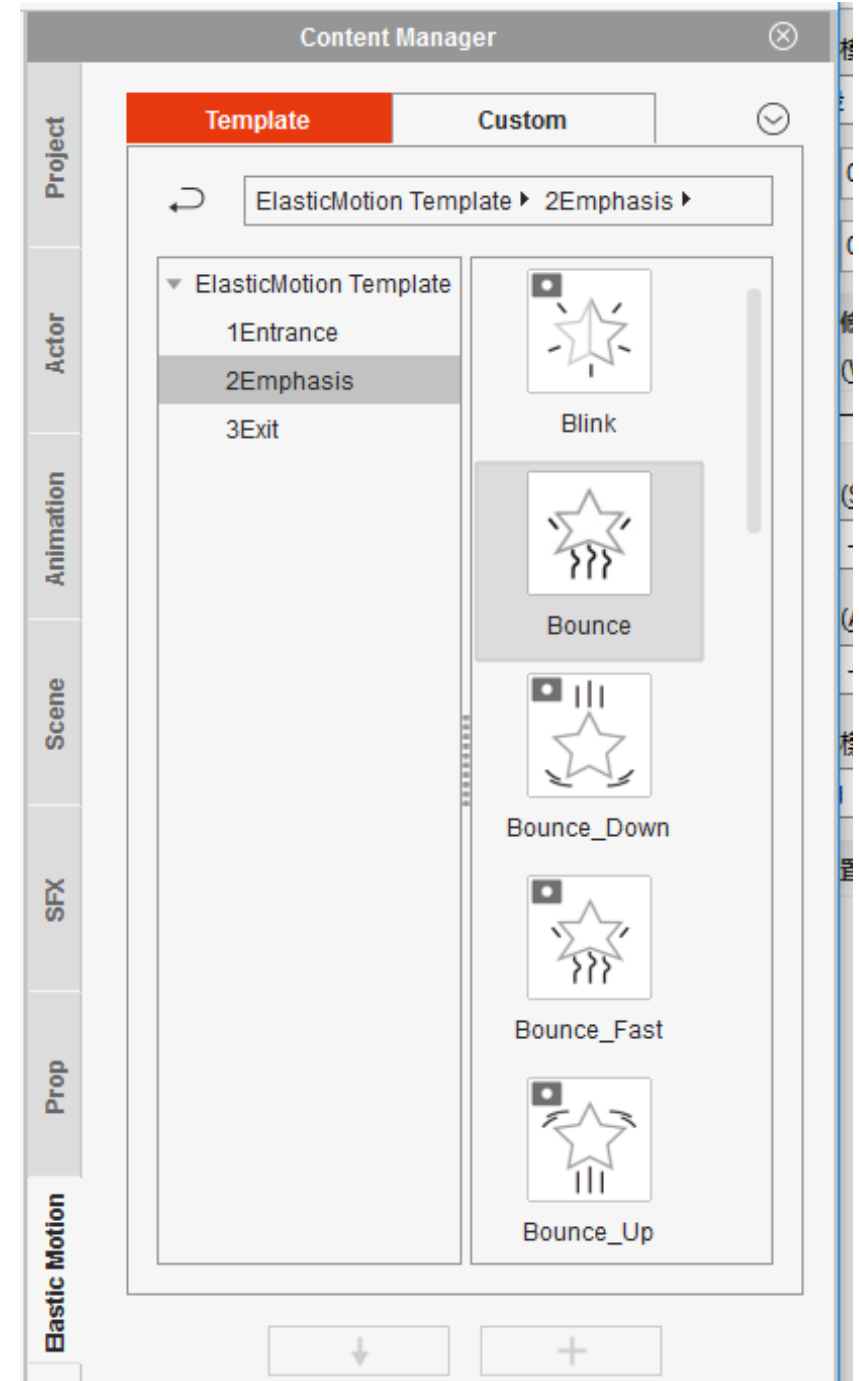 Content Manager
Template
Custom
Project
Actor
Animation
Scene
SFX
Prop
Elastic Motion
ElasticMotion Template
2Emphasis
ElasticMotion Template
1Entrance
2Emphasis
3Exit
Blink
Bounce
Bounce_Down
Bounce_Fast
Bounce_Up